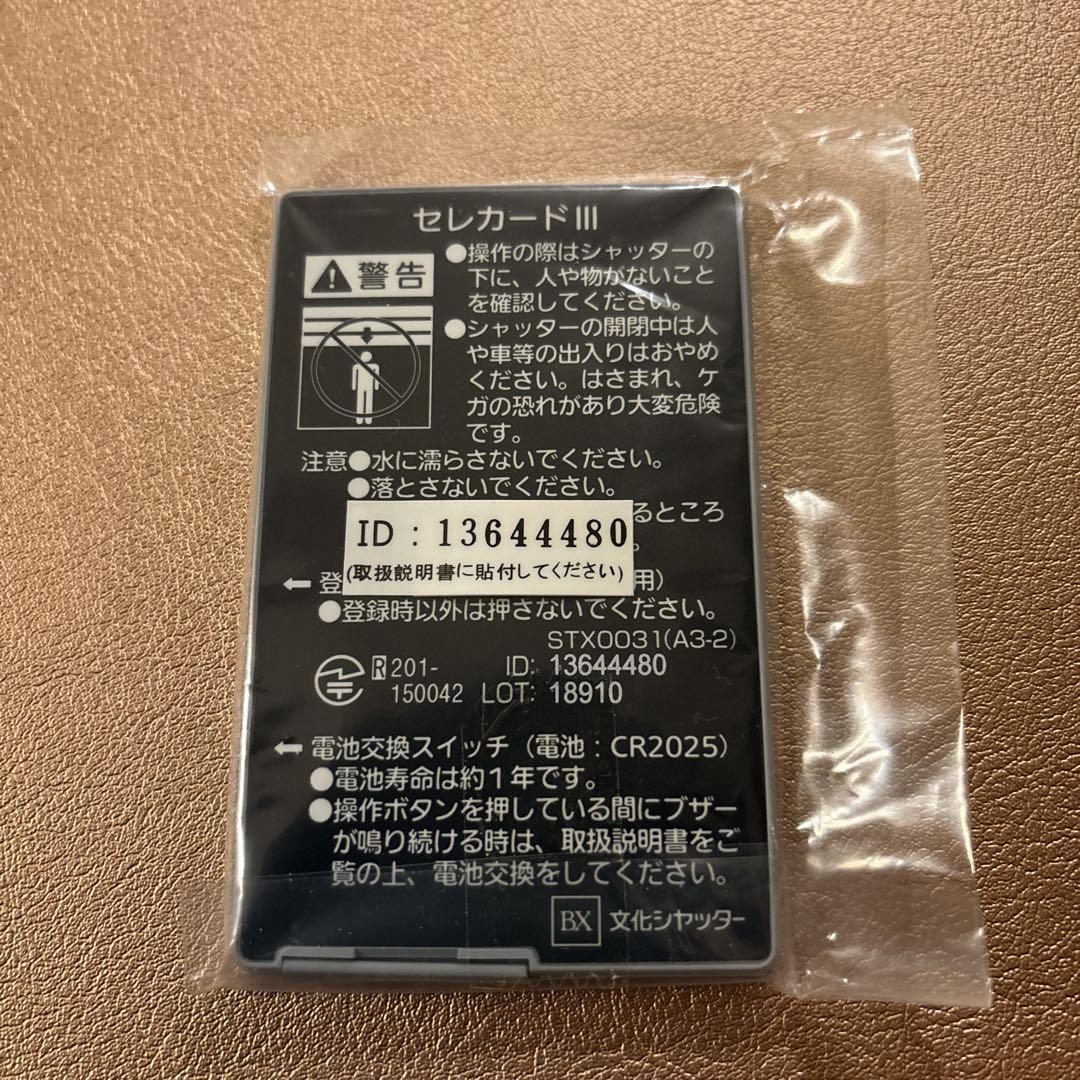 セレカードIII
警告
●操作の際はシャッターの
下に、人や物がないこと
を確認してください。
●シャッターの開閉中は人
や車等の出入りはおやめ
ください。はさまれ、ケ
ガの恐れがあり大変危険
です。
注意●水に濡らさないでください。
●落とさないでください。
るところ
。
ID : 13644480
(取扱説明書に貼付してください)
← 登
用)
●登録時以外は押さないでください。
STX0031(A3-2)
R 201-
150042
ID: 13644480
LOT: 18910
← 電池交換スイッチ（電池：CR2025）
●電池寿命は約1年です。
●操作ボタンを押している間にブザー
が鳴り続ける時は、取扱説明書をご
覧の上、電池交換をしてください。
BX 文化シヤッター